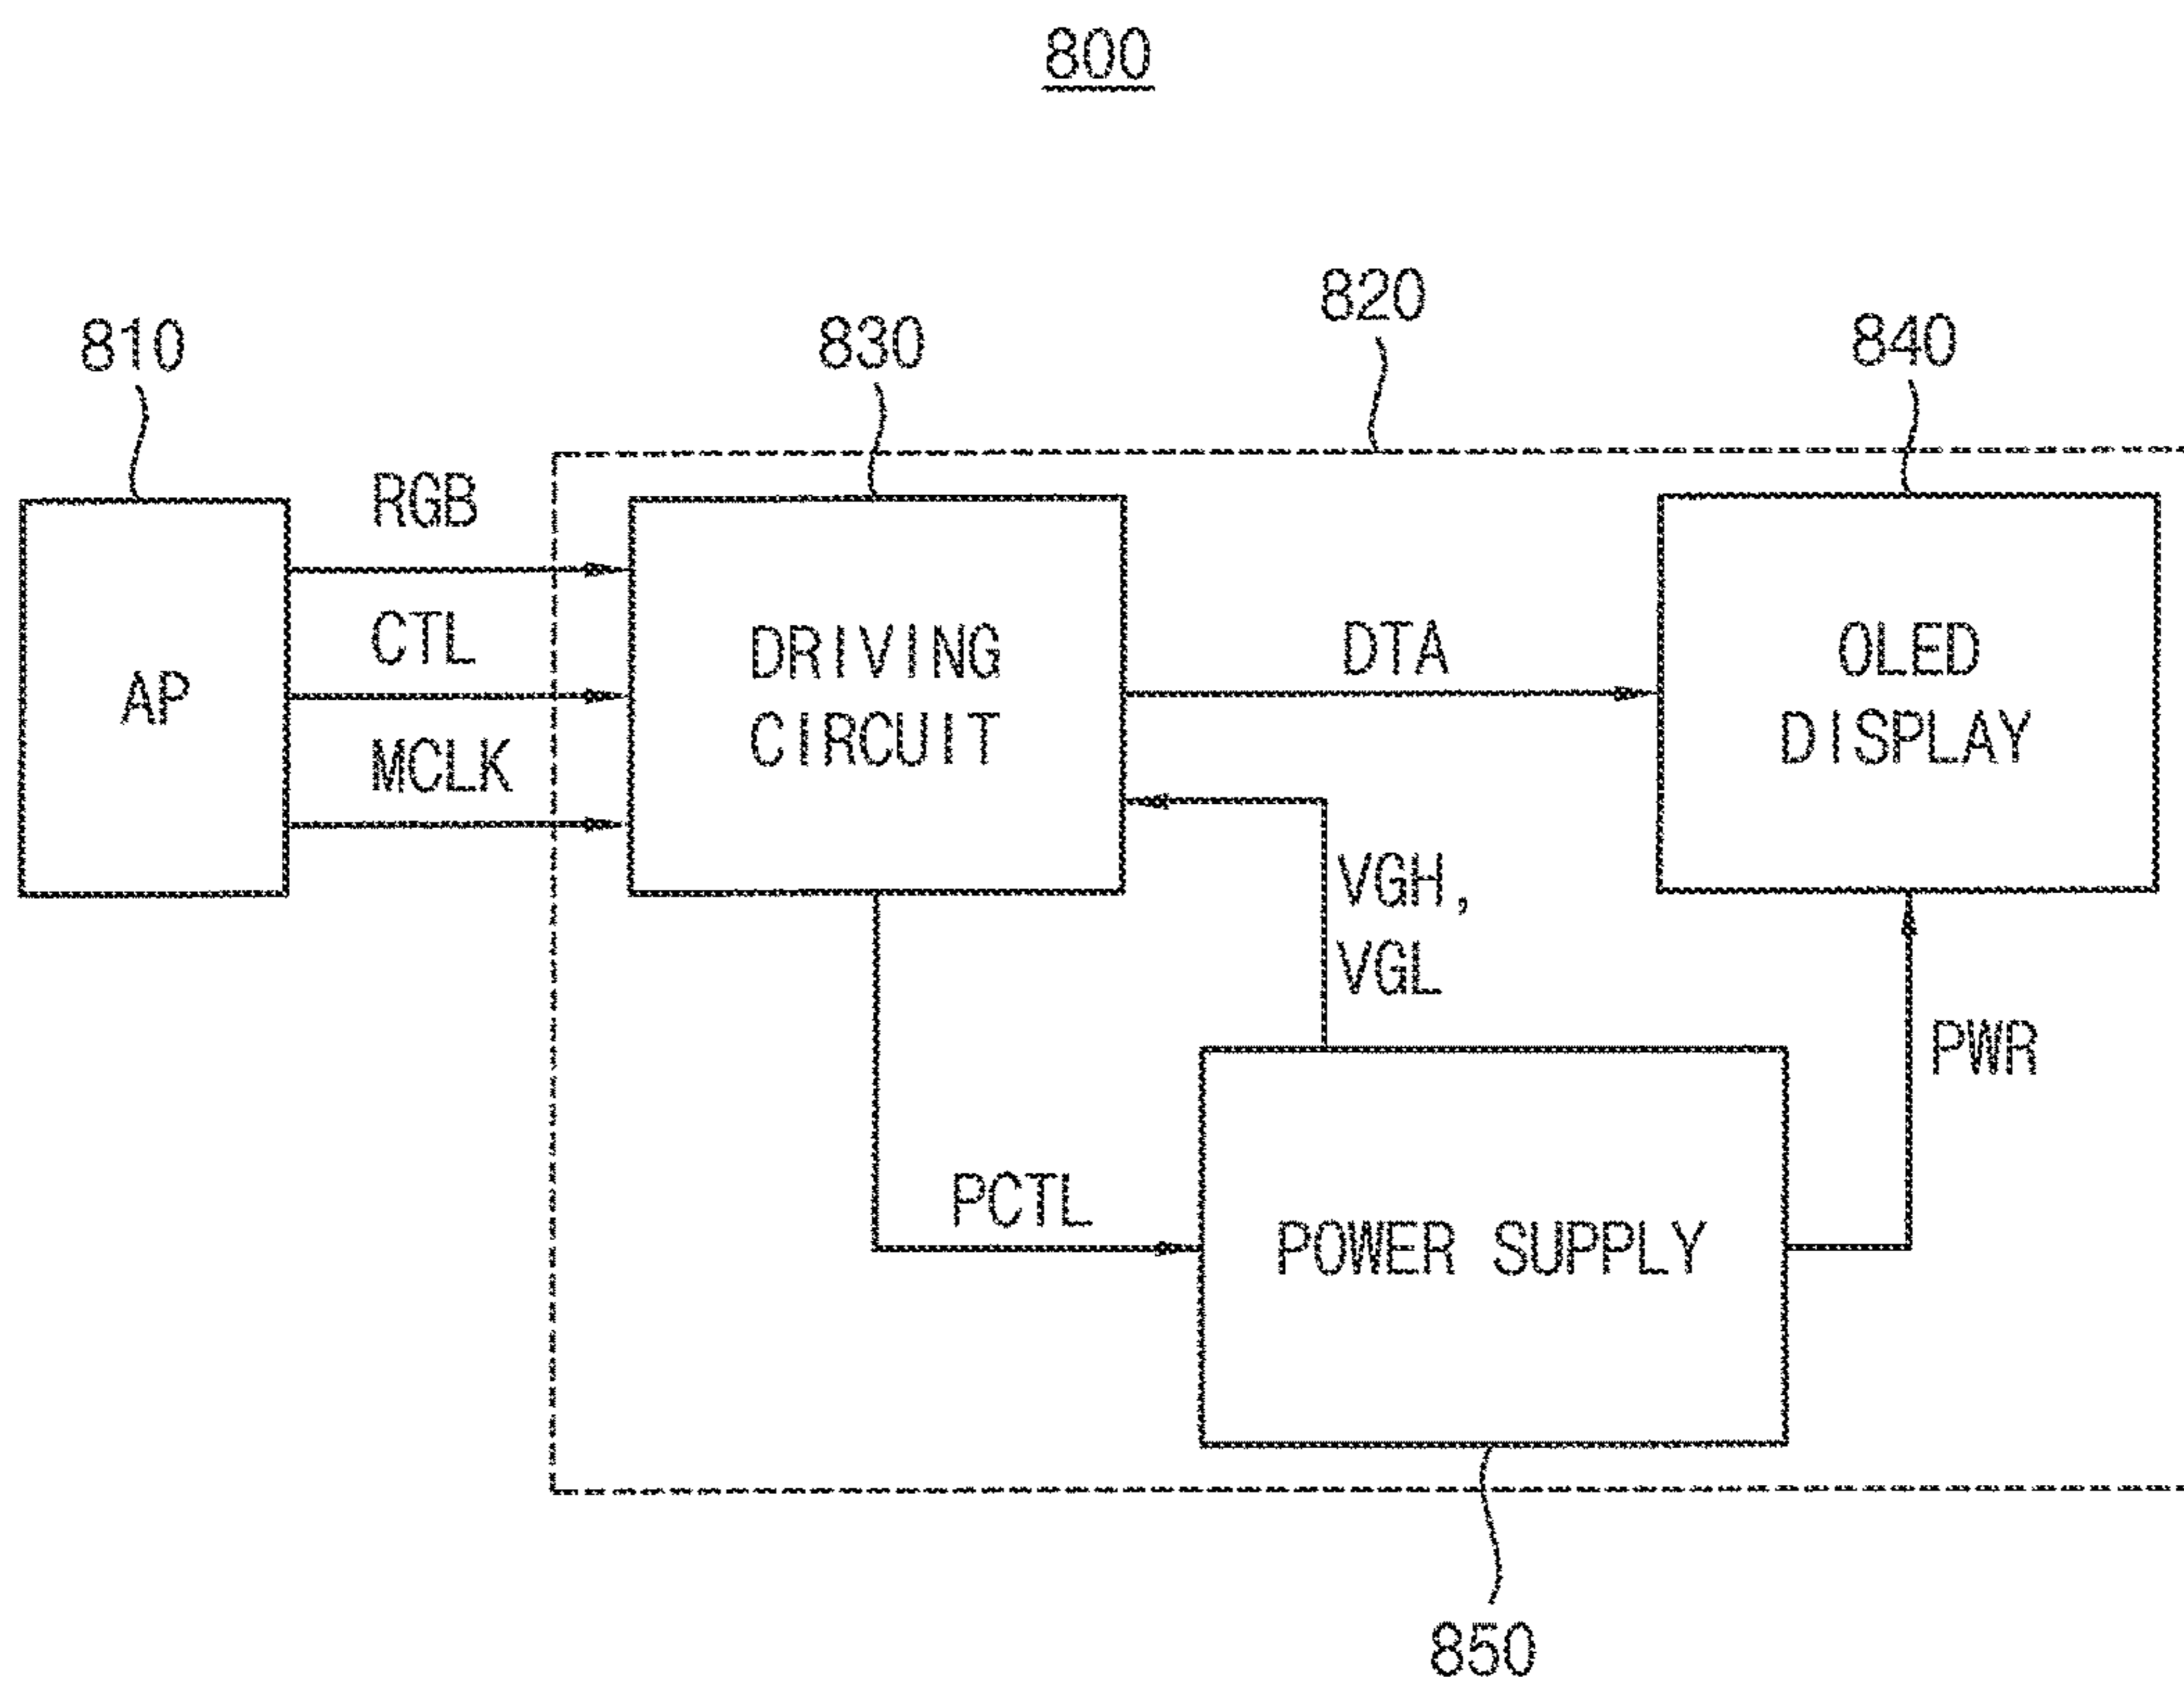 800
820
810
830
840
RGB
CTL
MCLK
AP
DRIVING
CIRCUIT
DTA
OLED
DISPLAY
VGH,
VGL
PWR
PCTL
POWER SUPPLY
850